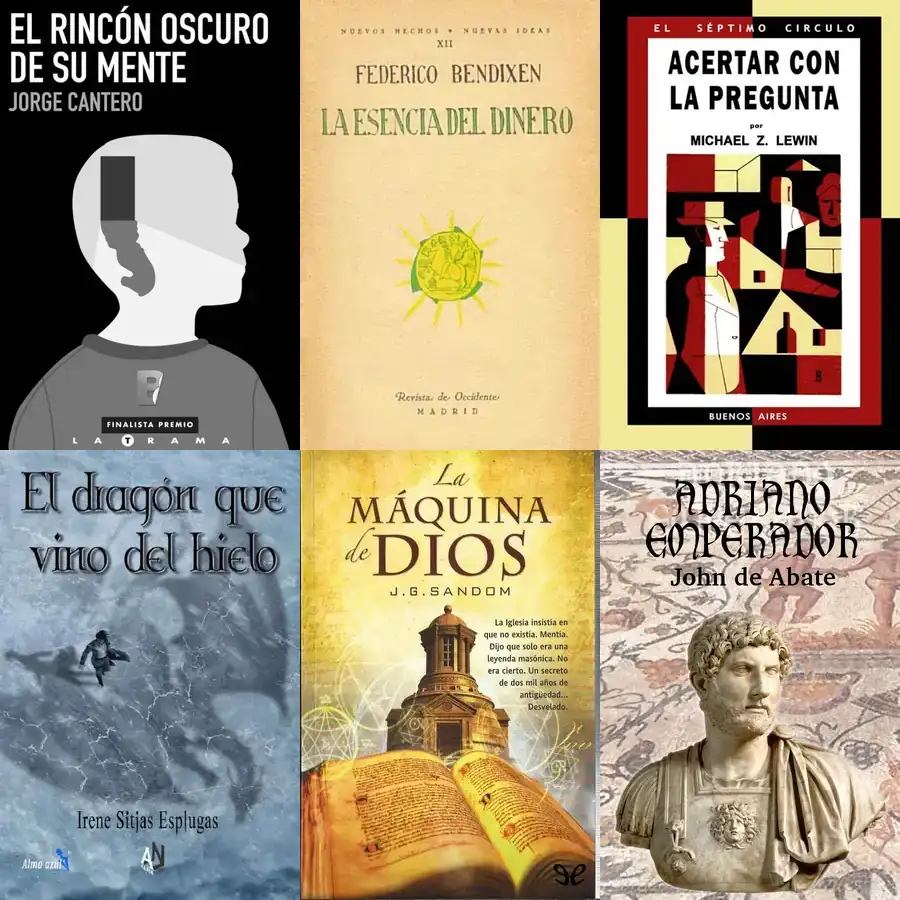 EL RINCÓN OSCURO
DE SU MENTE
JORGE CANTERO
FINALISTA PREMIO
LA TRAMA
NUEVOS HECHOS • NUEVAS IDEAS
XII
FEDERICO BENDIXEN
LA ESENCIA DEL DINERO
Revista de Occidente
MADRID
EL SÉPTIMO CIRCULO
ACERTAR CON
LA PREGUNTA
por
MICHAEL Z. LEWIN
BUENOS AIRES
El dragón que
vino del hielo
Irene Sitjas Esplugas
Alma azul
AN
La
MÁQUINA
de DIOS
J.G. SANDOM
La Iglesia insistía en
que no existía. Mentía.
Dijo que solo era una
leyenda masónica. No
era cierto. Un secreto
de dos mil años de
antigüedad...
Desvelado.
ADRIANO
EMPERADOR
John de Abate